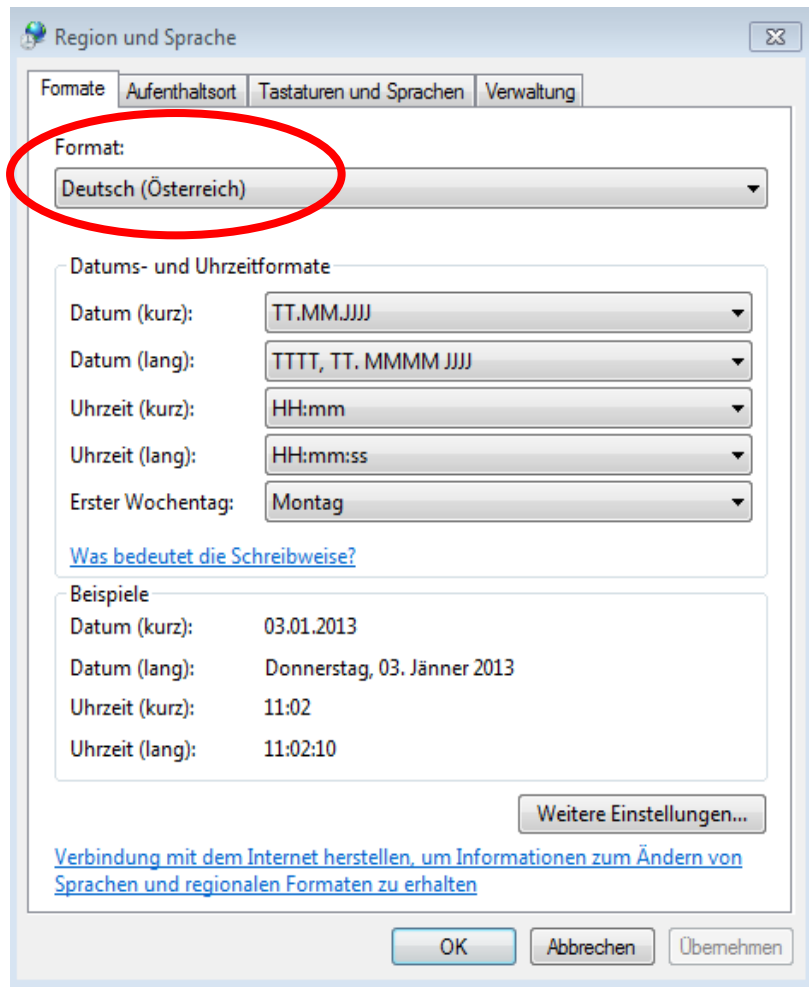 Region und Sprache
Formate Aufenthaltsort Tastaturen und Sprachen Verwaltung
Format:
Deutsch (Österreich)
Datums- und Uhrzeitformate
Datum (kurz): TT.MM.JJJJ
Datum (lang): TTTT, TT. MMMM JJJJ
Uhrzeit (kurz): HH:mm
Uhrzeit (lang): HH:mm:ss
Erster Wochentag: Montag
Was bedeutet die Schreibweise?
Beispiele
Datum (kurz): 03.01.2013
Datum (lang): Donnerstag, 03. Jänner 2013
Uhrzeit (kurz): 11:02
Uhrzeit (lang): 11:02:10
Weitere Einstellungen...
Verbindung mit dem Internet herstellen, um Informationen zum Ändern von
Sprachen und regionalen Formaten zu erhalten
OK Abbrechen Übernehmen